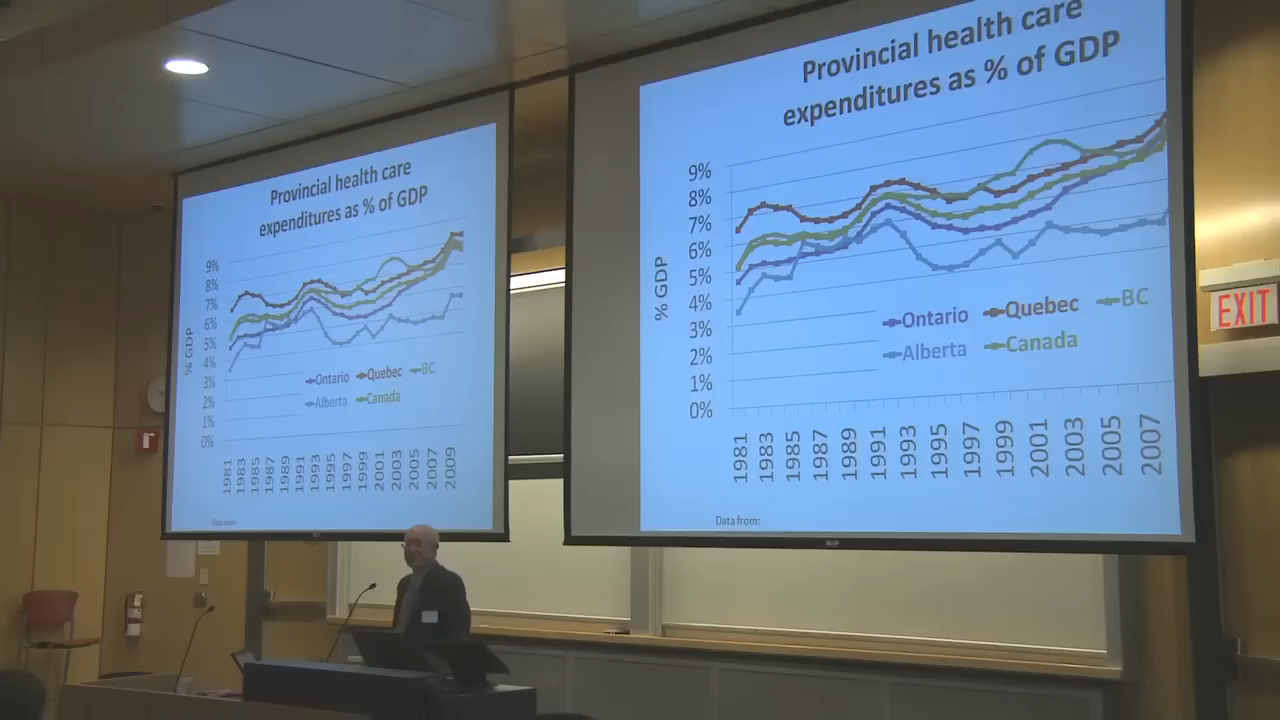 Provincial health care
expenditures as % of GDP
9%
8%
7%
6%
5%
4%
3%
2%
1%
0%
% GDP
Ontario Quebec BC
Alberta Canada
1981 1983 1985 1987 1989 1991 1993 1995 1997 1999 2001 2003 2005 2007 2009
Data from:
Provincial health care
expenditures as % of GDP
9%
8%
7%
6%
5%
4%
3%
2%
1%
0%
% GDP
Ontario Quebec BC
Alberta Canada
1981 1983 1985 1987 1989 1991 1993 1995 1997 1999 2001 2003 2005 2007
Data from:
EXIT